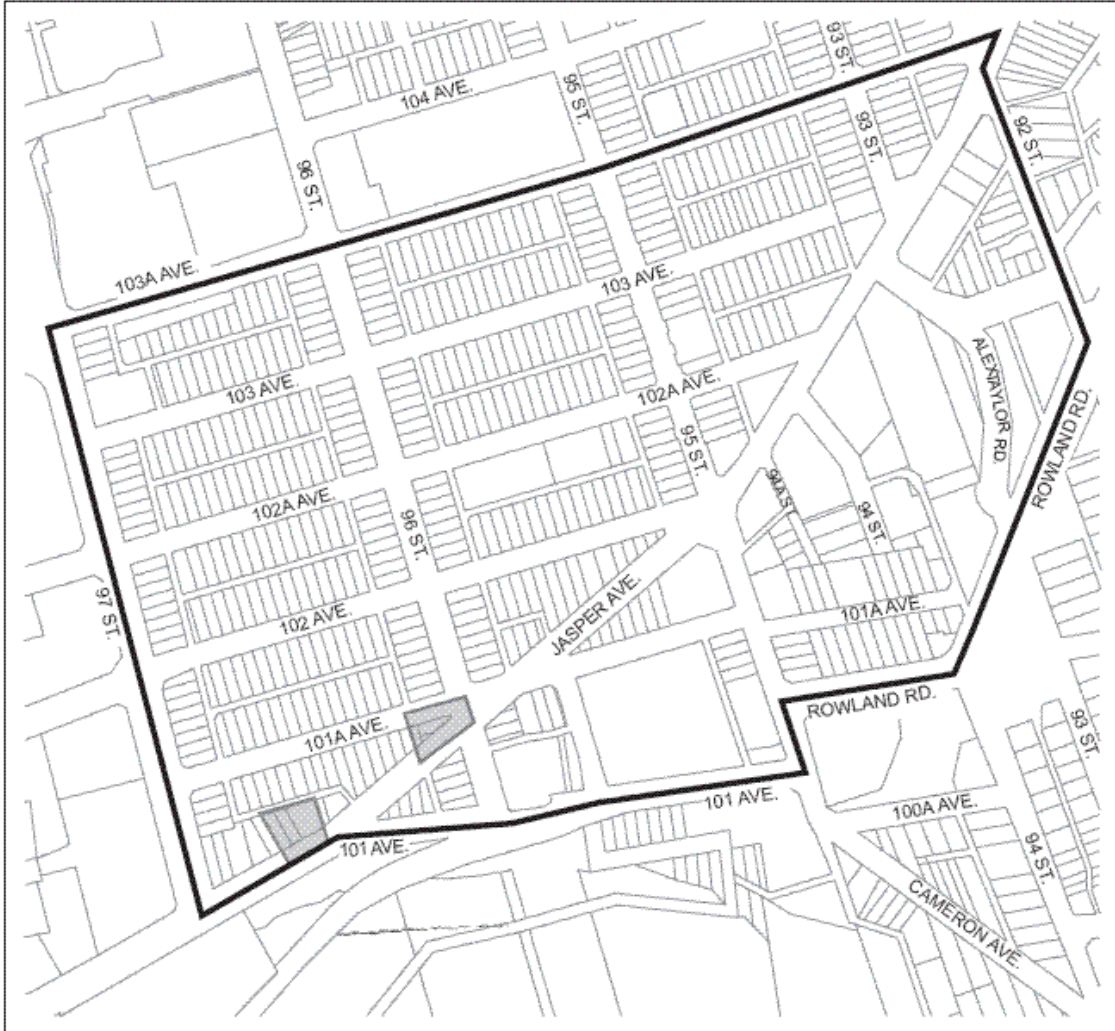 93 ST.
104 AVE.
95 ST.
93 ST.
92 ST.
96 ST.
103A AVE.
103 AVE.
ALEX TAYLOR RD.
103 AVE.
102A AVE.
ROWLAND RD.
95 ST.
102A AVE.
96 ST.
94 ST.
97 ST.
JASPER AVE.
101A AVE.
102 AVE.
ROWLAND RD.
101A AVE.
93 ST.
101 AVE.
100A AVE.
101 AVE.
94 ST.
CAMERON AVE.